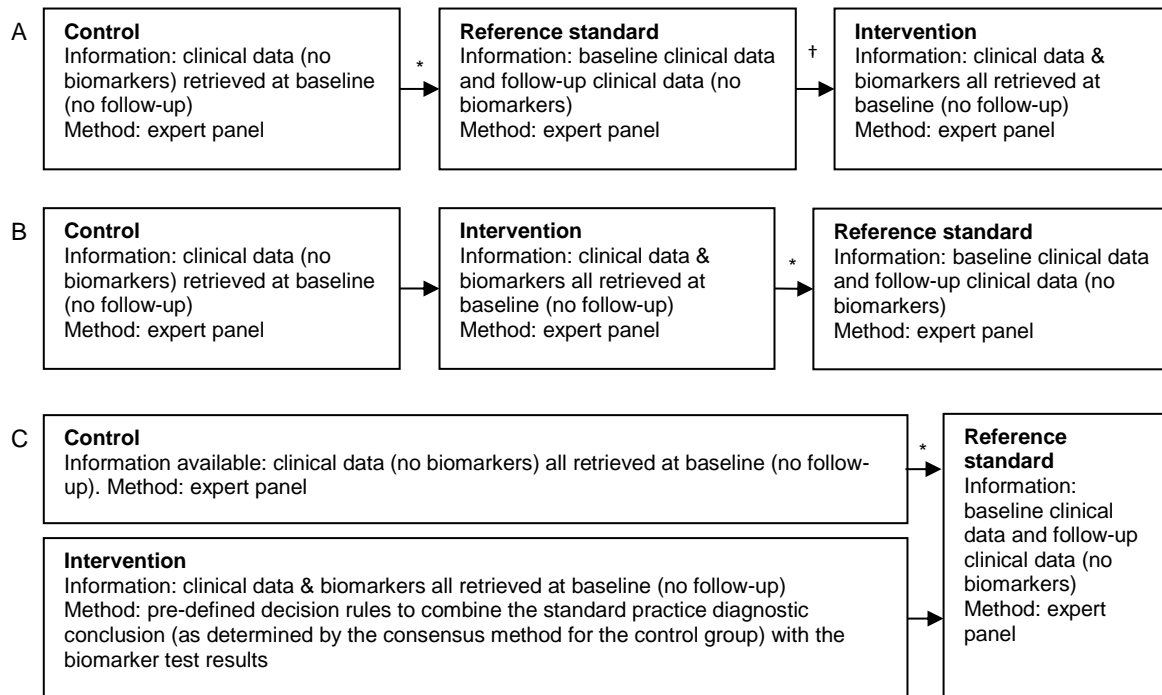 A
Control
Information: clinical data (no
biomarkers) retrieved at baseline
(no follow-up)
Method: expert panel
*
Reference standard
Information: baseline clinical data
and follow-up clinical data (no
biomarkers)
Method: expert panel
†
Intervention
Information: clinical data &
biomarkers all retrieved at
baseline (no follow-up)
Method: expert panel
B
Control
Information: clinical data (no
biomarkers) retrieved at baseline
(no follow-up)
Method: expert panel
Intervention
Information: clinical data &
biomarkers all retrieved at
baseline (no follow-up)
Method: expert panel
*
Reference standard
Information: baseline clinical data
and follow-up clinical data (no
biomarkers)
Method: expert panel
C
Control
Information available: clinical data (no biomarkers) all retrieved at baseline (no follow-
up). Method: expert panel
*
Intervention
Information: clinical data & biomarkers all retrieved at baseline (no follow-up)
Method: pre-defined decision rules to combine the standard practice diagnostic
conclusion (as determined by the consensus method for the control group) with the
biomarker test results
Reference
standard
Information:
baseline clinical
data and follow-up
clinical data (no
biomarkers)
Method: expert
panel